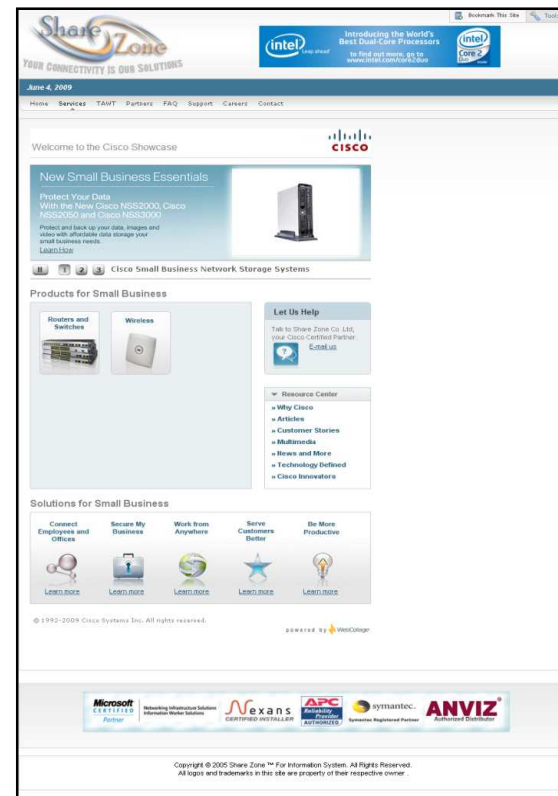 Bookmark This Site
Tools
Share Zone
YOUR CONNECTIVITY IS OUR SOLUTIONS
intel Leap ahead
Introducing the World's
Best Dual-Core Processors
to find out more, go to
www.intel.com/core2duo
intel
Core 2
Duo
June 4, 2009
Home Services TAWT Partners FAQ Support Careers Contact
Welcome to the Cisco Showcase
CISCO
New Small Business Essentials
Protect Your Data
With the New Cisco NSS2000, Cisco
NSS2050 and Cisco NSS3000
Protect and back up your data, images and
video with affordable data storage your
small business needs.
Learn How
1 2 3 Cisco Small Business Network Storage Systems
Products for Small Business
Routers and
Switches
Wireless
Let Us Help
Talk to Share Zone Co. Ltd,
your Cisco Certified Partner
E-mail us
Resource Center
» Why Cisco
» Articles
» Customer Stories
» Multimedia
» News and More
» Technology Defined
» Cisco Innovators
Solutions for Small Business
Connect
Employees and
Offices
Learn more
Secure My
Business
Learn more
Work from
Anywhere
Learn more
Serve
Customers
Better
Learn more
Be More
Productive
Learn more
© 1992-2009 Cisco Systems Inc. All rights reserved.
powered by WebCollage
Microsoft
CERTIFIED
Partner
Networking Infrastructure Solutions
Information Worker Solutions
Nexans
CERTIFIED INSTALLER
APC
Reliability
Provider
AUTHORIZED
symantec.
Symantec Registered Partner
ANVIZ
Authorized Distributor
Copyright © 2005 Share Zone ™ For Information System. All Rights Reserved.
All logos and trademarks in this site are property of their respective owner .